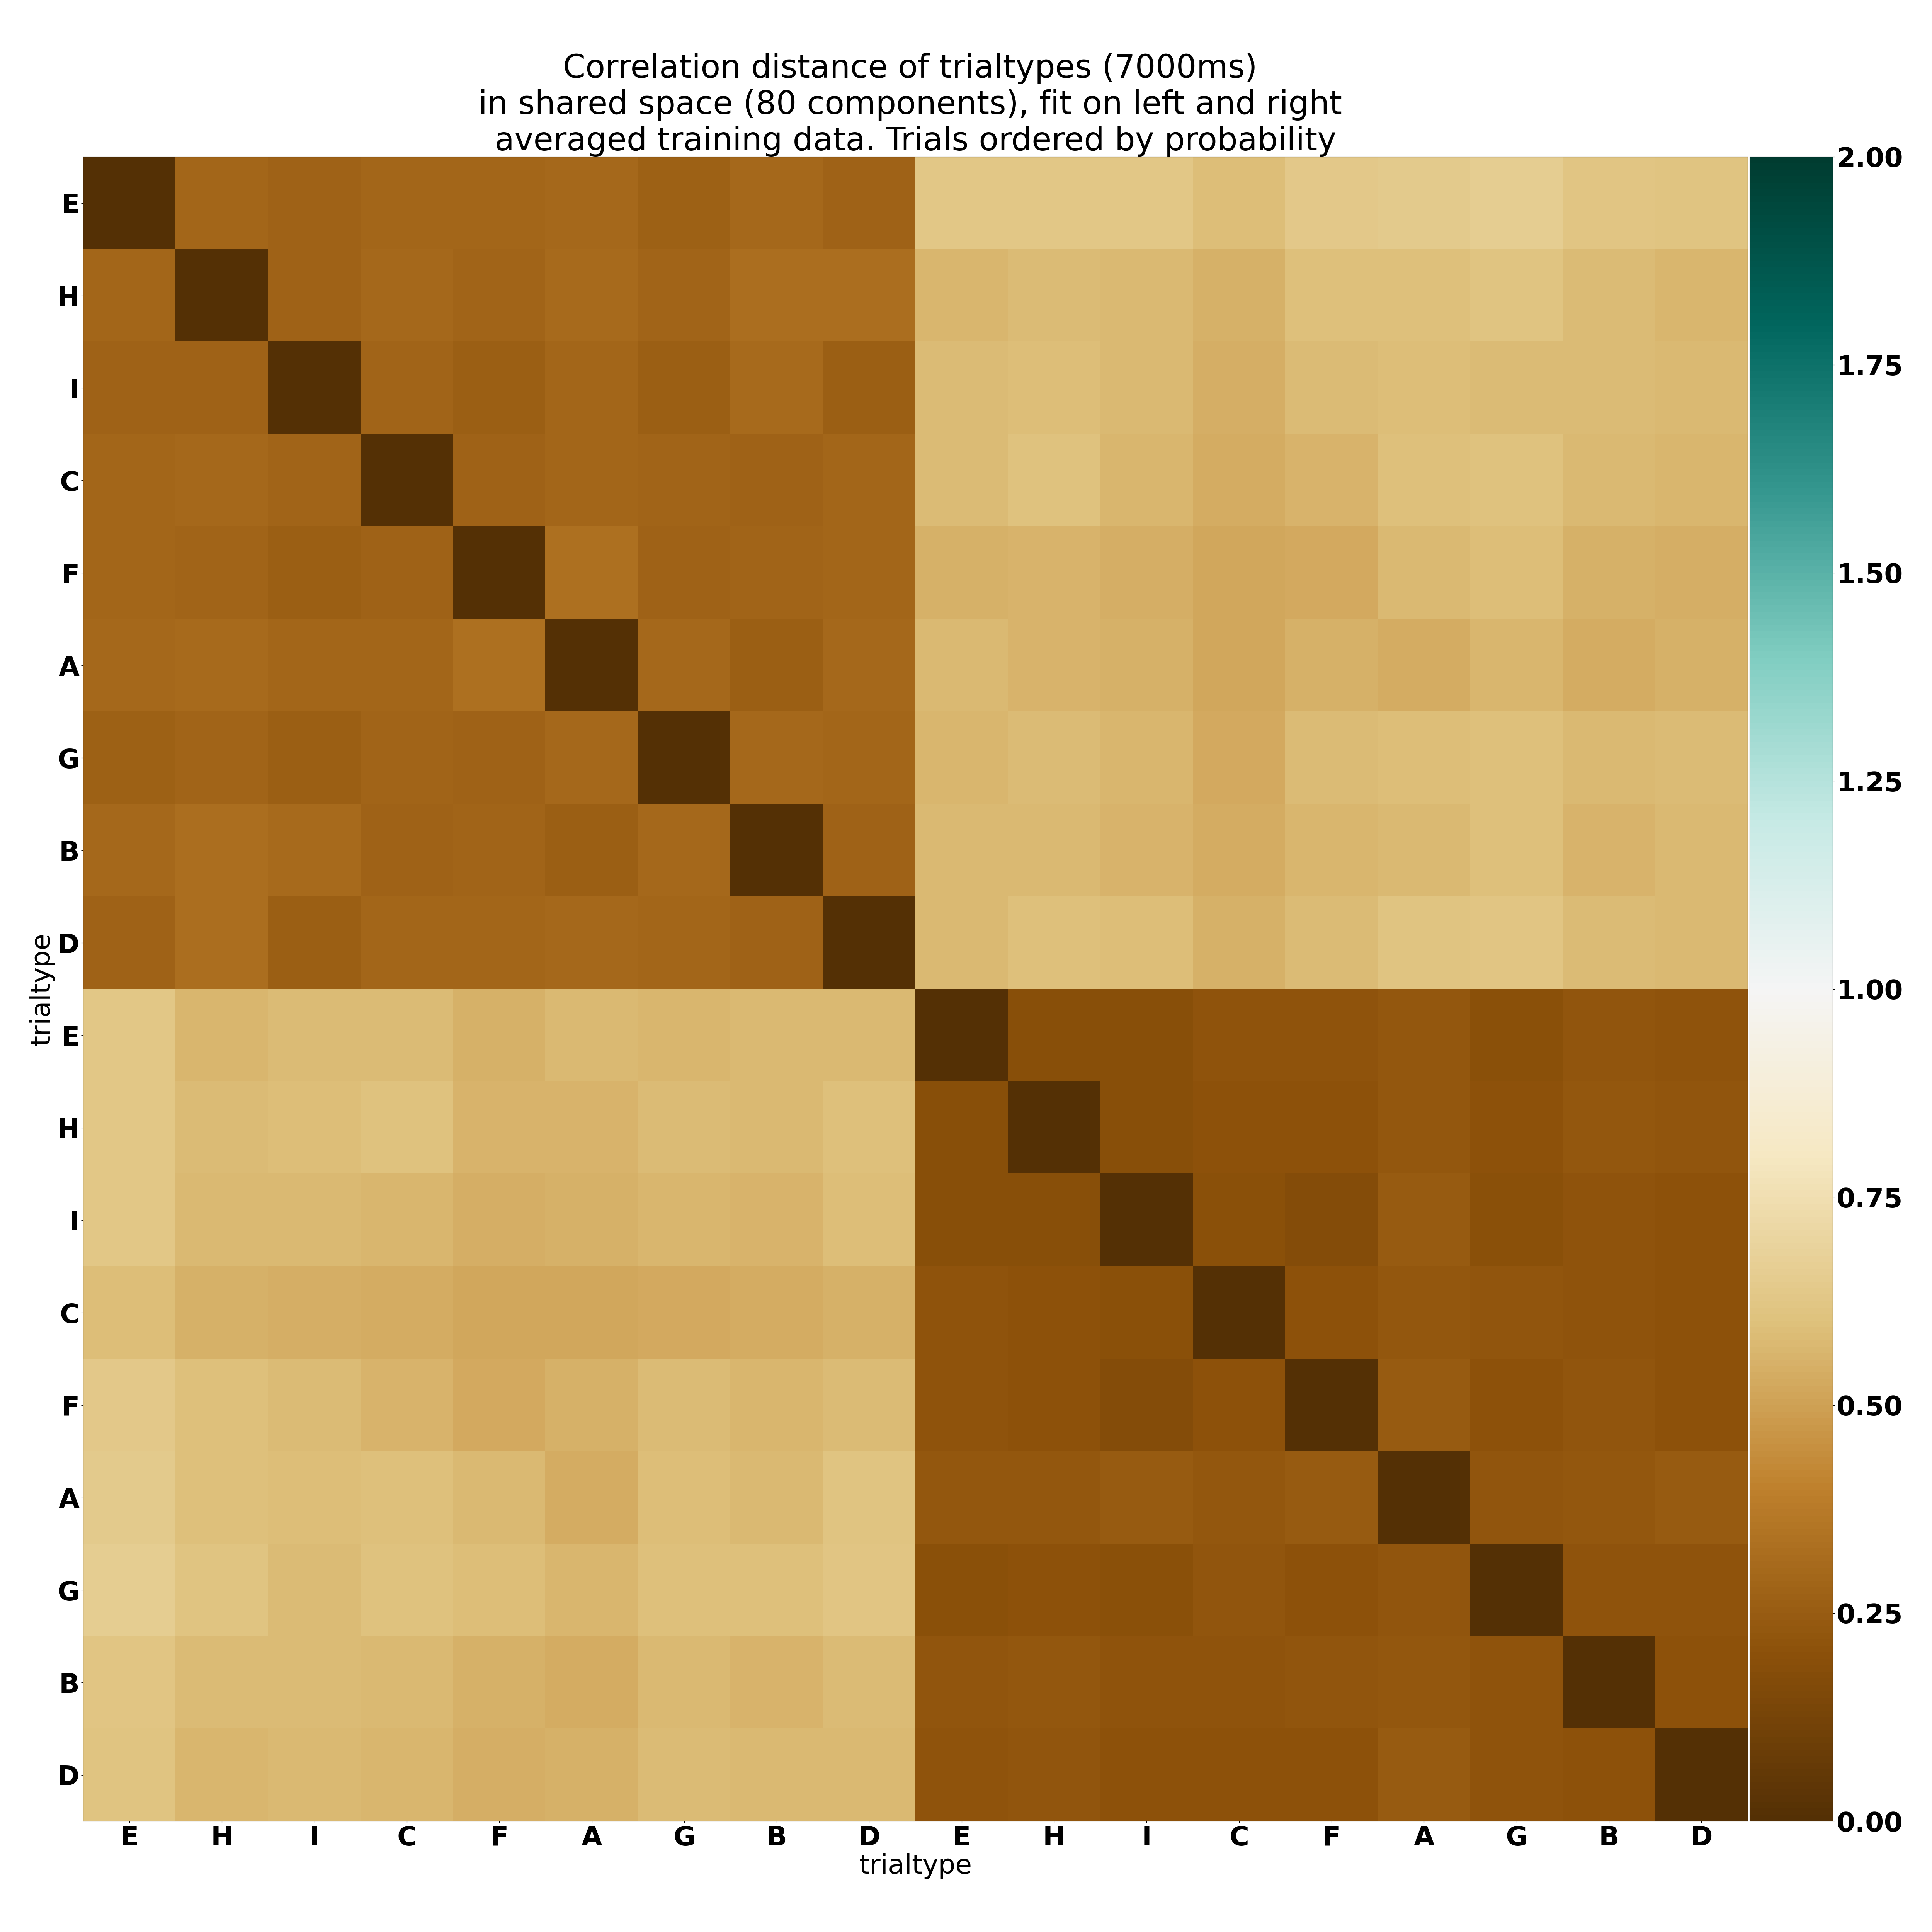 Correlation distance of trialtypes (7000ms)
in shared space (80 components), fit on left and right
averaged training data. Trials ordered by probability
E
H
I
C
F
A
G
B
D
E
H
I
C
F
A
G
B
D
trialtype
E H I C F A G B D E H I C F A G B D
trialtype
2.00
1.75
1.50
1.25
1.00
0.75
0.50
0.25
0.00